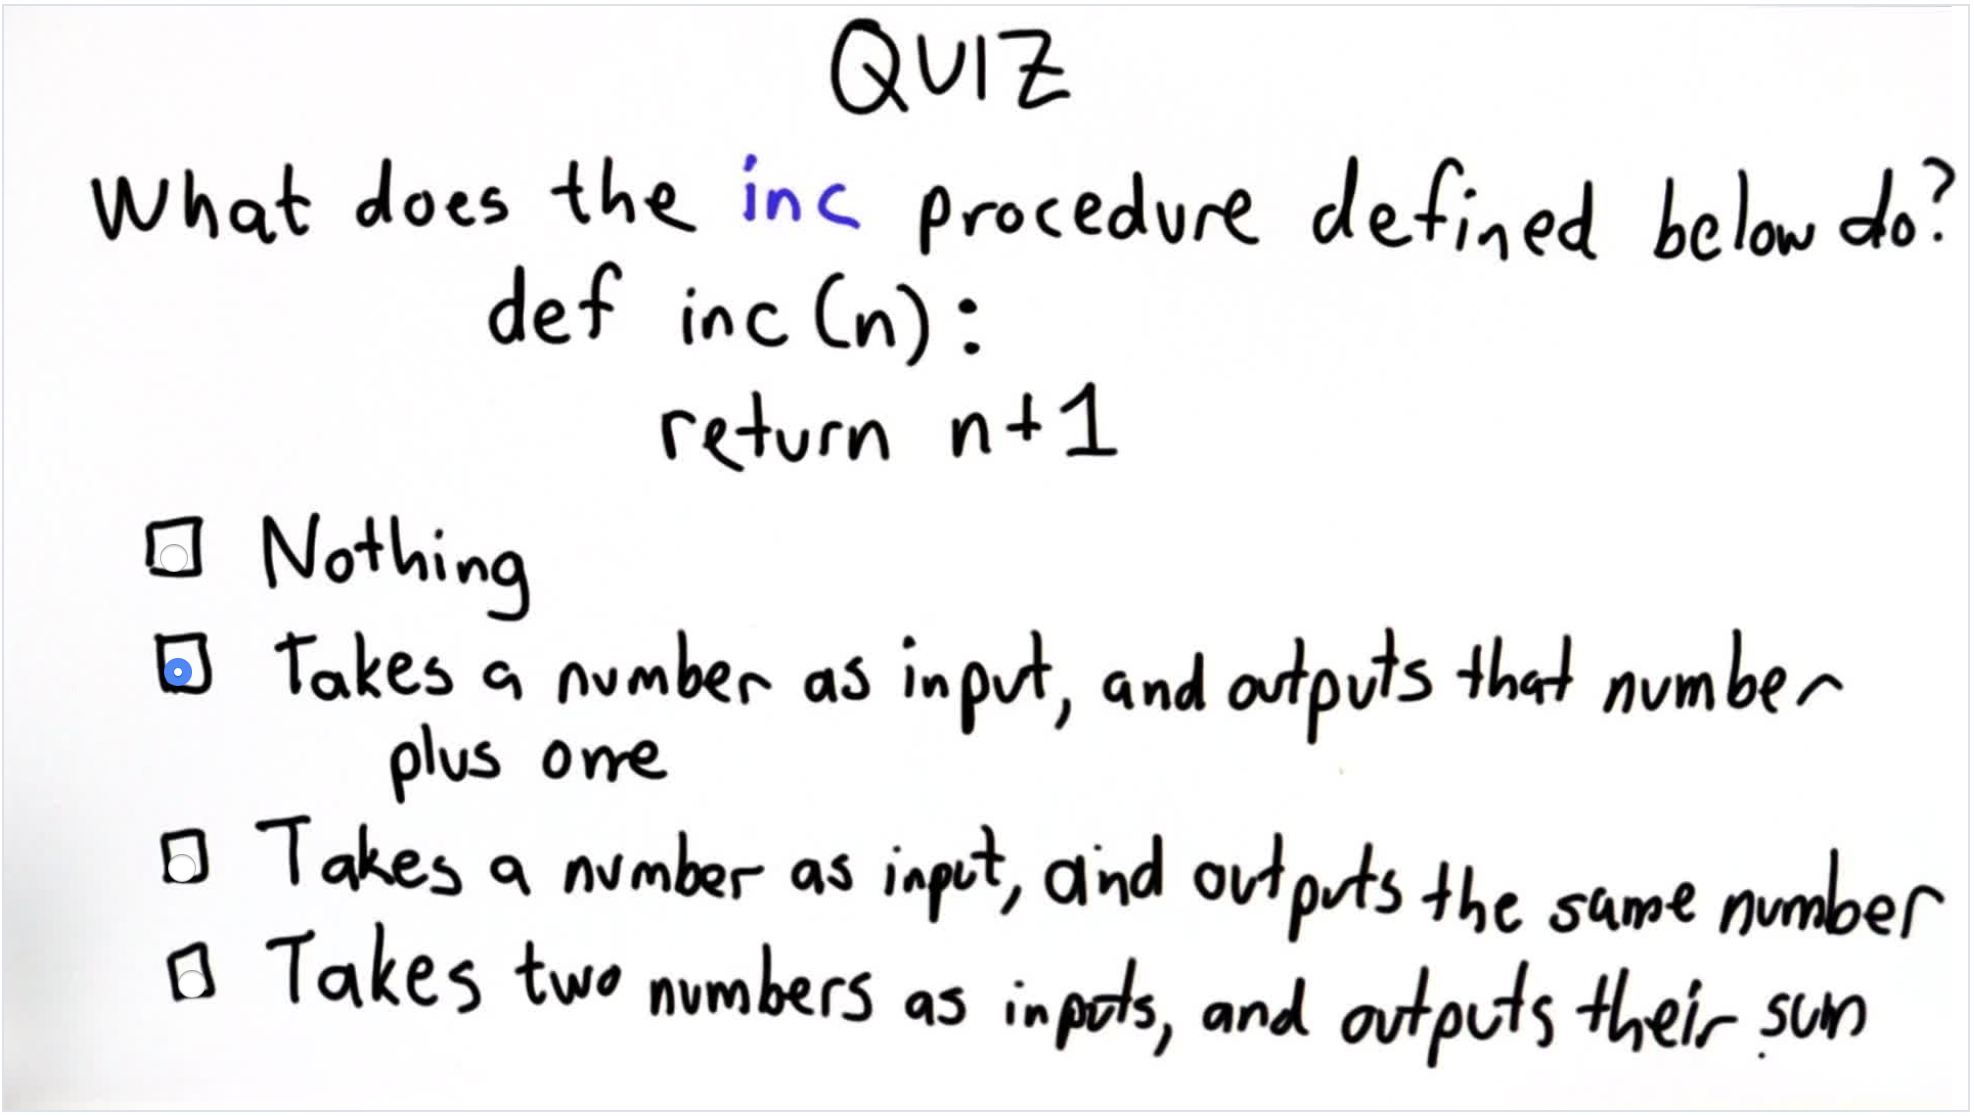 QUIZ
What does the inc procedure defined below do?
def inc (n):
return n+1
Nothing
Takes a number as input, and outputs that number
plus one
Takes a number as input, and outputs the same number
Takes two numbers as inputs, and outputs their sum